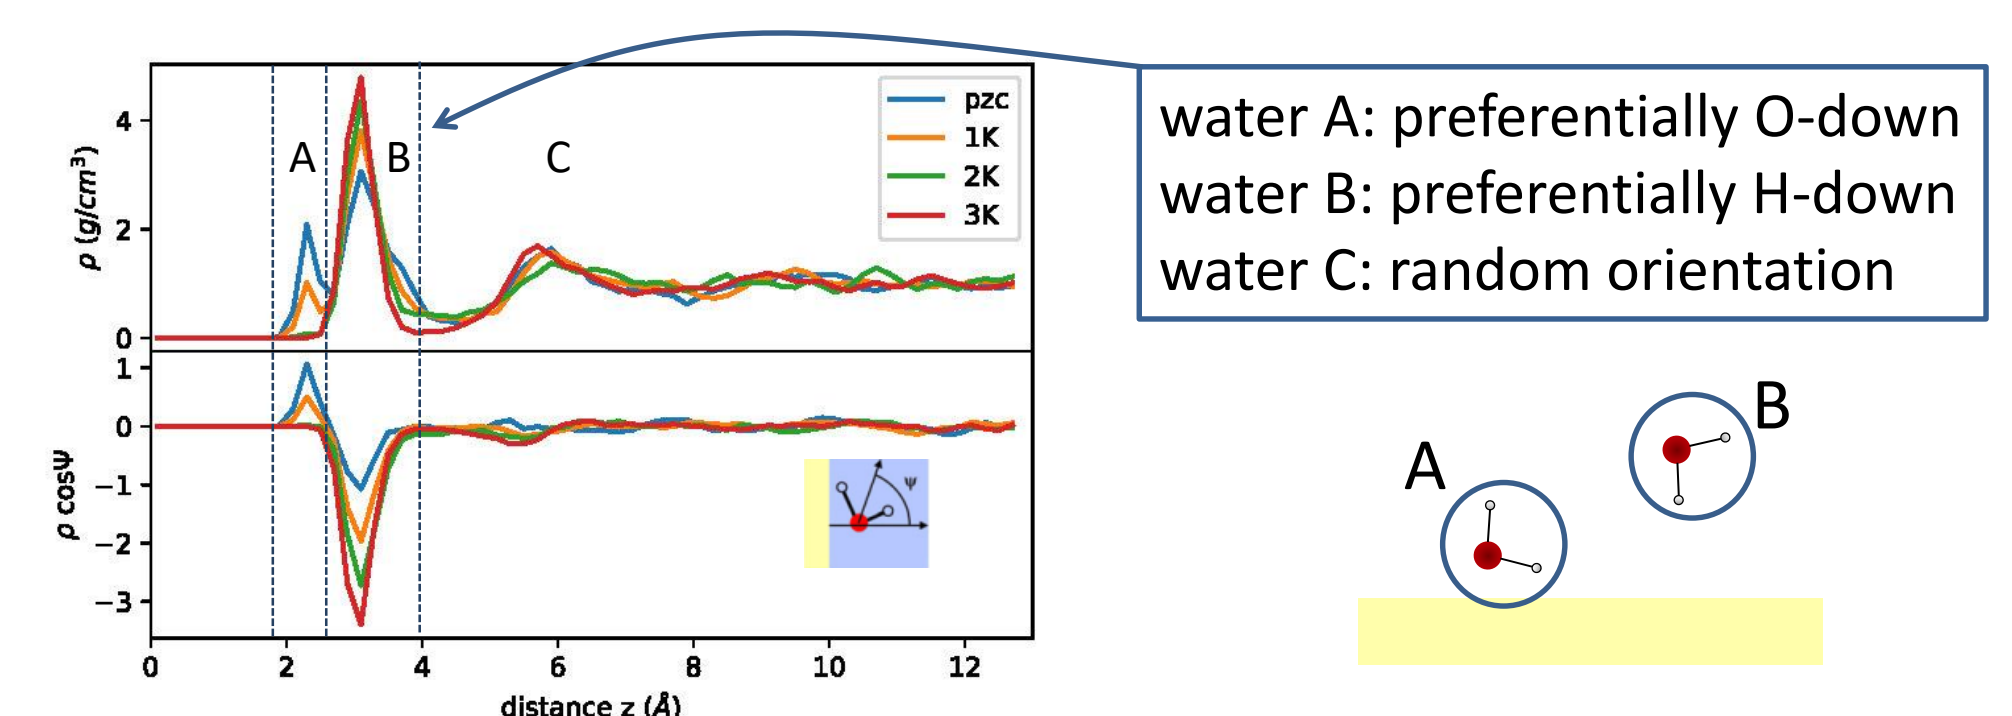 ρ (g/cm³)
4
2
0
A
B
C
pzc
1K
2K
3K
ρ cosΨ
1
0
−1
−2
−3
ψ
0 2 4 6 8 10 12
distance z (Å)
water A: preferentially O-down
water B: preferentially H-down
water C: random orientation
A
B